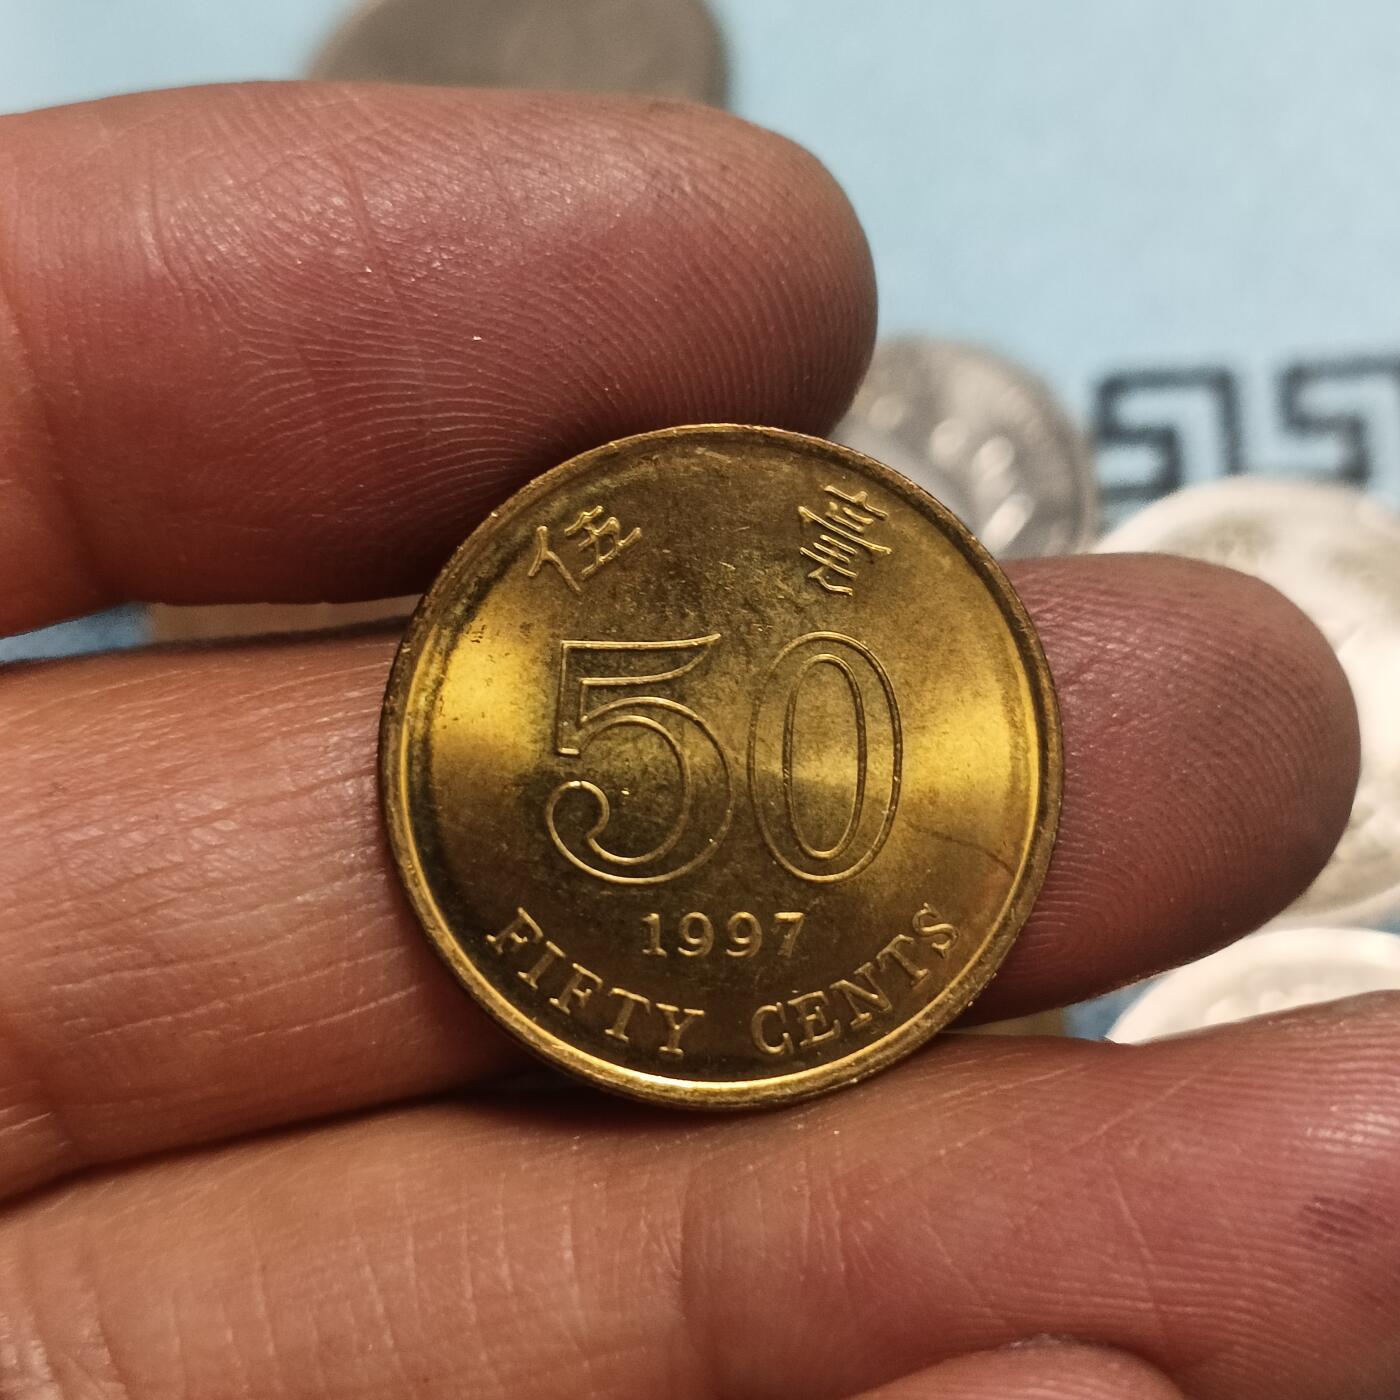 伍 毫
50
1997
FIFTY CENTS